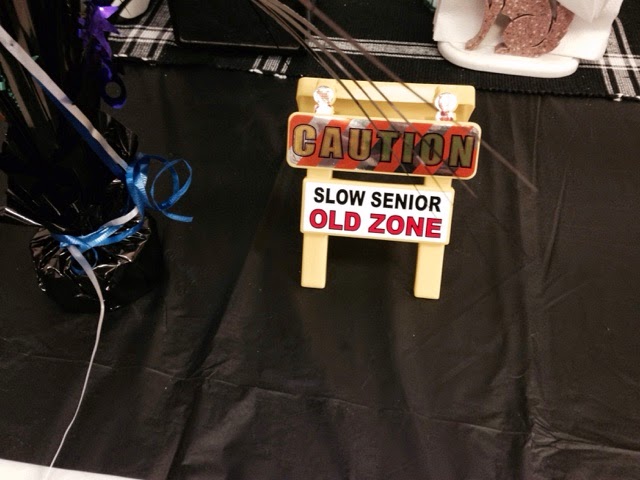 CAUTION
SLOW SENIOR
OLD ZONE